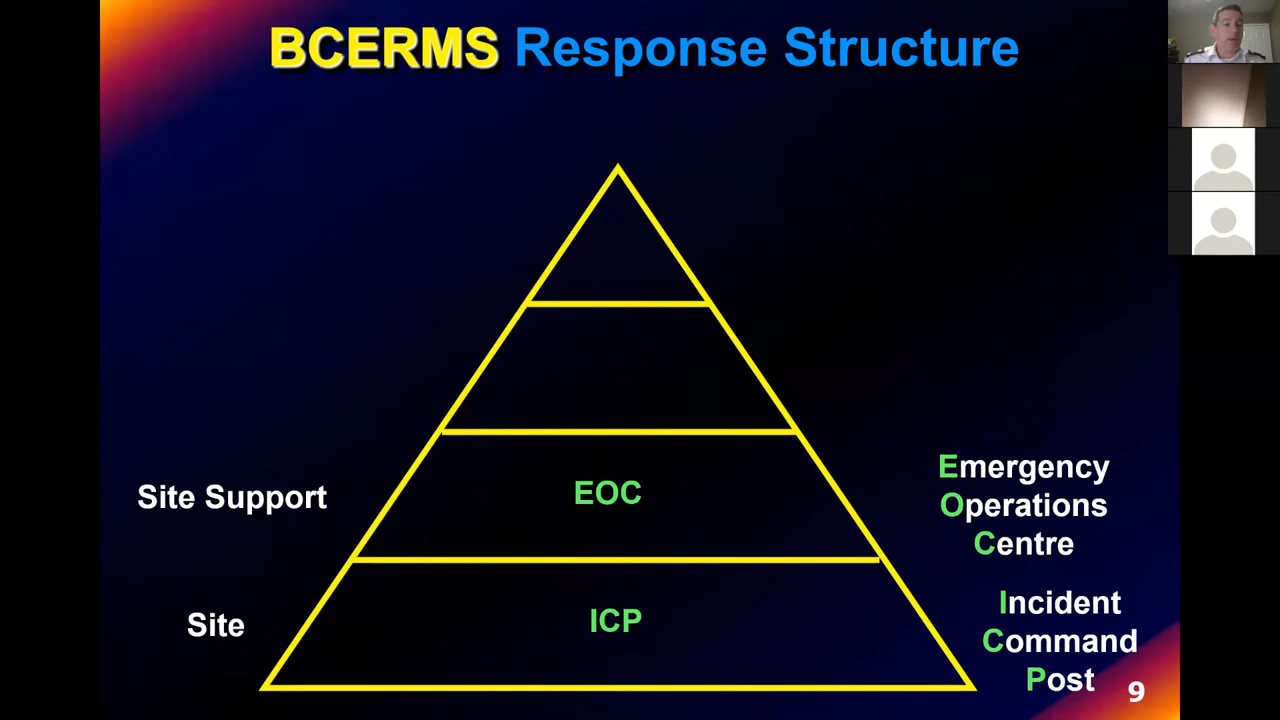 BCERMS Response Structure
Site Support
EOC
Emergency
Operations
Centre
Site
ICP
Incident
Command
Post
9